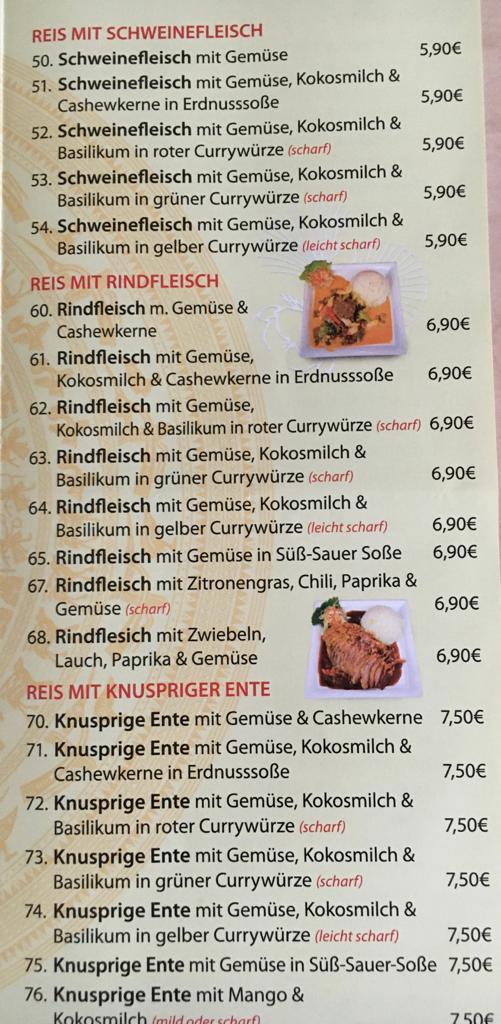 REIS MIT SCHWEINEFLEISCH
50. Schweinefleisch mit Gemüse 5,90€
51. Schweinefleisch mit Gemüse, Kokosmilch &
Cashewkerne in Erdnusssoße 5,90€
52. Schweinefleisch mit Gemüse, Kokosmilch &
Basilikum in roter Currywürze (scharf) 5,90€
53. Schweinefleisch mit Gemüse, Kokosmilch &
Basilikum in grüner Currywürze (scharf) 5,90€
54. Schweinefleisch mit Gemüse, Kokosmilch &
Basilikum in gelber Currywürze (leicht scharf) 5,90€
REIS MIT RINDFLEISCH
60. Rindfleisch m. Gemüse &
Cashewkerne 6,90€
61. Rindfleisch mit Gemüse,
Kokosmilch & Cashewkerne in Erdnusssoße 6,90€
62. Rindfleisch mit Gemüse,
Kokosmilch & Basilikum in roter Currywürze (scharf) 6,90€
63. Rindfleisch mit Gemüse, Kokosmilch &
Basilikum in grüner Currywürze (scharf) 6,90€
64. Rindfleisch mit Gemüse, Kokosmilch &
Basilikum in gelber Currywürze (leicht scharf) 6,90€
65. Rindfleisch mit Gemüse in Süß-Sauer Soße 6,90€
67. Rindfleisch mit Zitronengras, Chili, Paprika &
Gemüse (scharf) 6,90€
68. Rindflesich mit Zwiebeln,
Lauch, Paprika & Gemüse 6,90€
REIS MIT KNUSPRIGER ENTE
70. Knusprige Ente mit Gemüse & Cashewkerne 7,50€
71. Knusprige Ente mit Gemüse, Kokosmilch &
Cashewkerne in Erdnusssoße 7,50€
72. Knusprige Ente mit Gemüse, Kokosmilch &
Basilikum in roter Currywürze (scharf) 7,50€
73. Knusprige Ente mit Gemüse, Kokosmilch &
Basilikum in grüner Currywürze (scharf) 7,50€
74. Knusprige Ente mit Gemüse, Kokosmilch &
Basilikum in gelber Currywürze (leicht scharf) 7,50€
75. Knusprige Ente mit Gemüse in Süß-Sauer-Soße 7,50€
76. Knusprige Ente mit Mango &
Kokosmilch (mild oder scharf) 7,50€